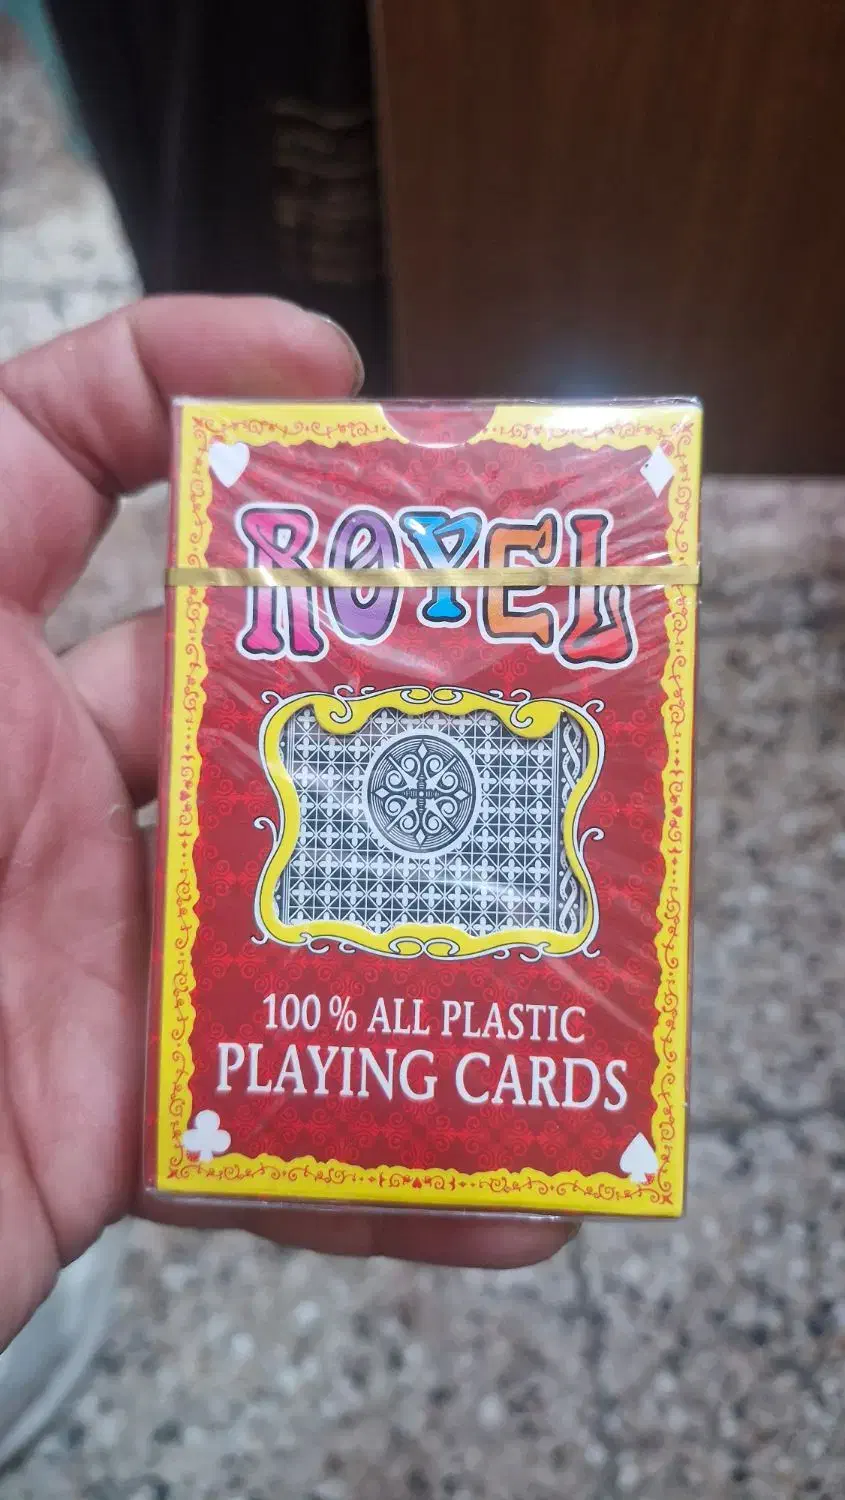 ROYEL
100 % ALL PLASTIC
PLAYING CARDS